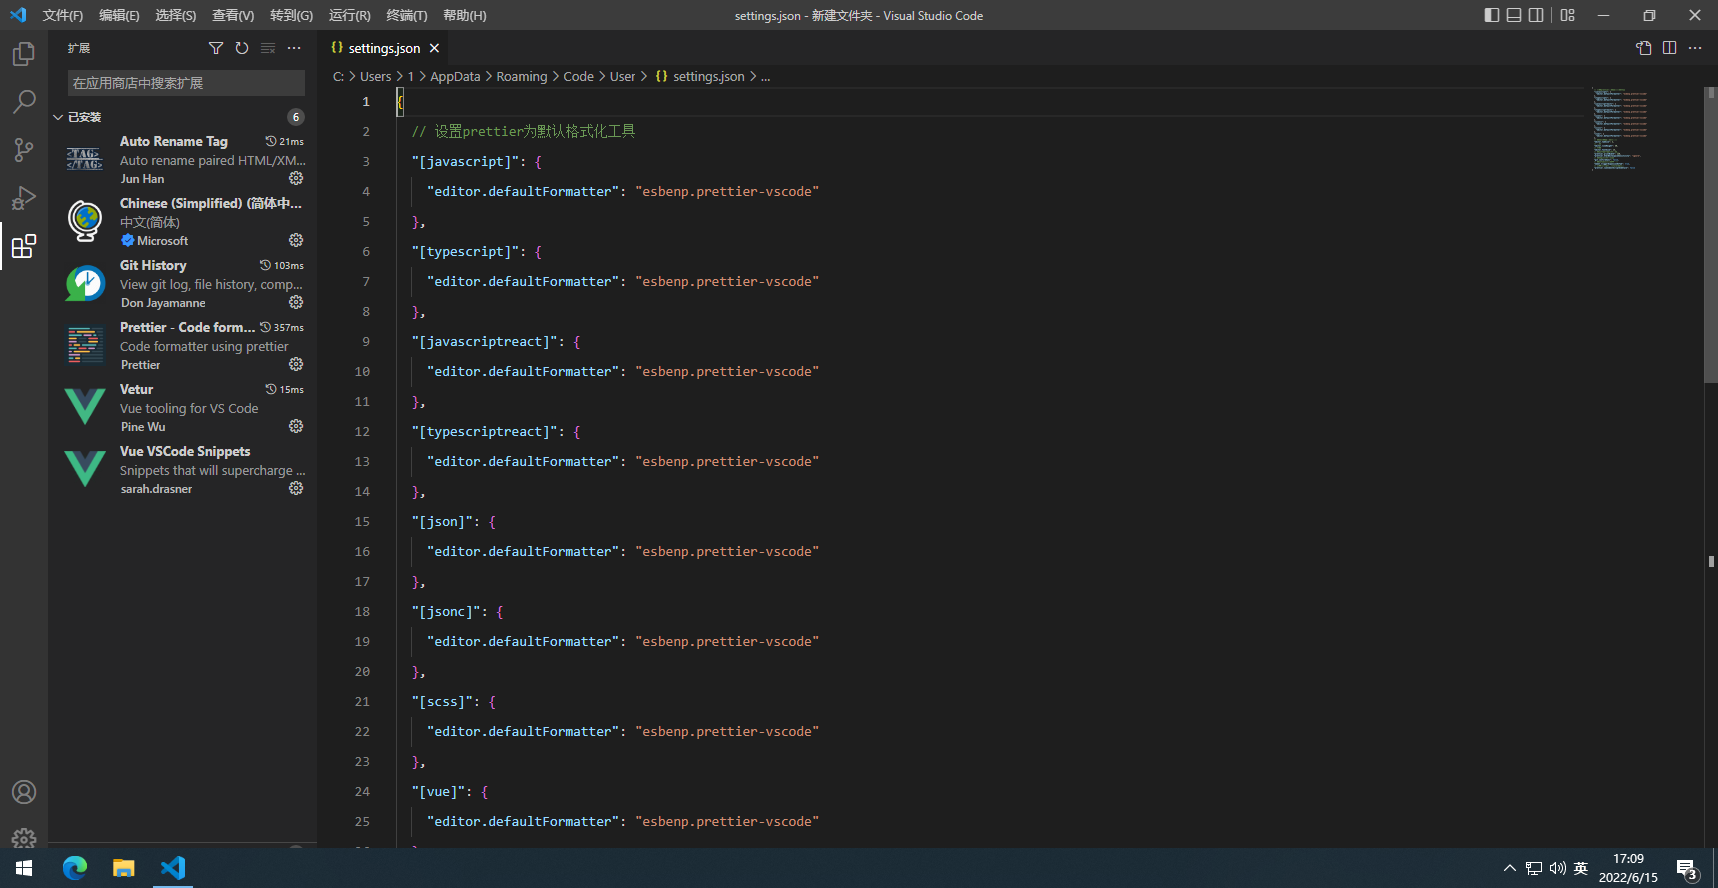 文件(F) 编辑(E) 选择(S) 查看(V) 转到(G) 运行(R) 终端(T) 帮助(H)
settings.json - 新建文件夹 - Visual Studio Code
扩展
在应用商店中搜索扩展
已安装 6
Auto Rename Tag 21ms
Auto rename paired HTML/XM...
Jun Han
Chinese (Simplified) (简体中...
中文(简体)
Microsoft
Git History 103ms
View git log, file history, comp...
Don Jayamanne
Prettier - Code form... 357ms
Code formatter using prettier
Prettier
Vetur 15ms
Vue tooling for VS Code
Pine Wu
Vue VSCode Snippets
Snippets that will supercharge ...
sarah.drasner
{} settings.json
C: > Users > 1 > AppData > Roaming > Code > User > {} settings.json > ...
1 {
2 // 设置prettier为默认格式化工具
3 "[javascript]": {
4 "editor.defaultFormatter": "esbenp.prettier-vscode"
5 },
6 "[typescript]": {
7 "editor.defaultFormatter": "esbenp.prettier-vscode"
8 },
9 "[javascriptreact]": {
10 "editor.defaultFormatter": "esbenp.prettier-vscode"
11 },
12 "[typescriptreact]": {
13 "editor.defaultFormatter": "esbenp.prettier-vscode"
14 },
15 "[json]": {
16 "editor.defaultFormatter": "esbenp.prettier-vscode"
17 },
18 "[jsonc]": {
19 "editor.defaultFormatter": "esbenp.prettier-vscode"
20 },
21 "[scss]": {
22 "editor.defaultFormatter": "esbenp.prettier-vscode"
23 },
24 "[vue]": {
25 "editor.defaultFormatter": "esbenp.prettier-vscode"
<TAG>
</TAG>
英
17:09
2022/6/15
3